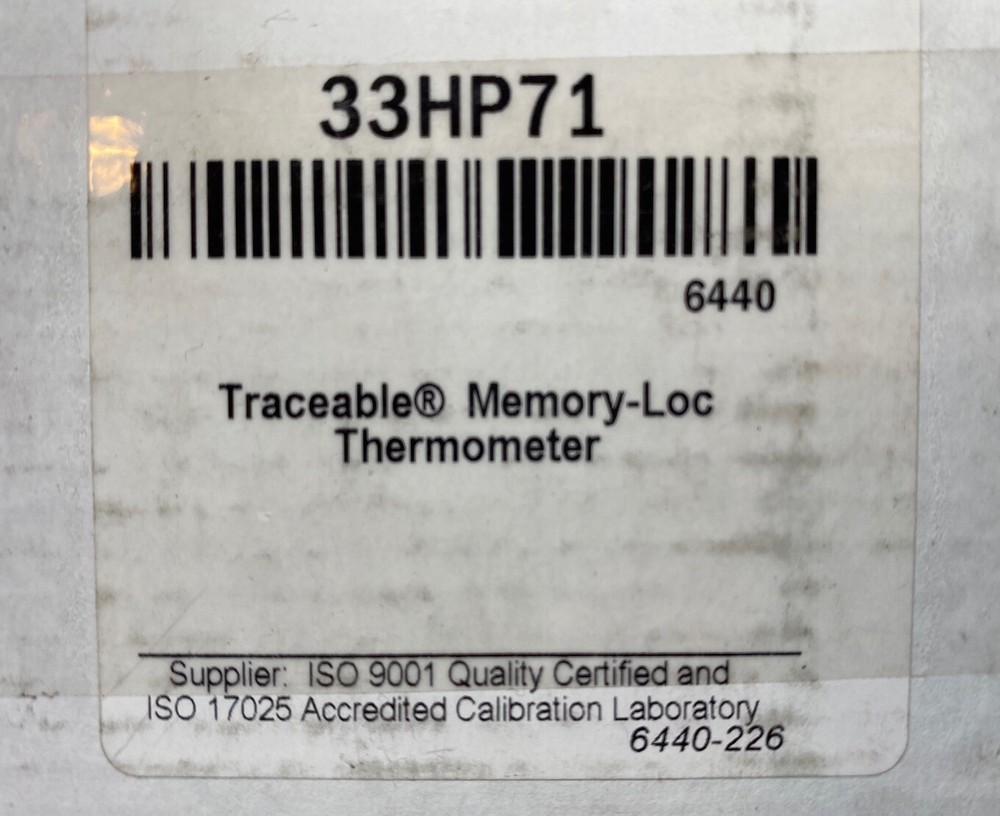 33HP71
6440
Traceable® Memory-Loc
Thermometer
Supplier: ISO 9001 Quality Certified and
ISO 17025 Accredited Calibration Laboratory
6440-226